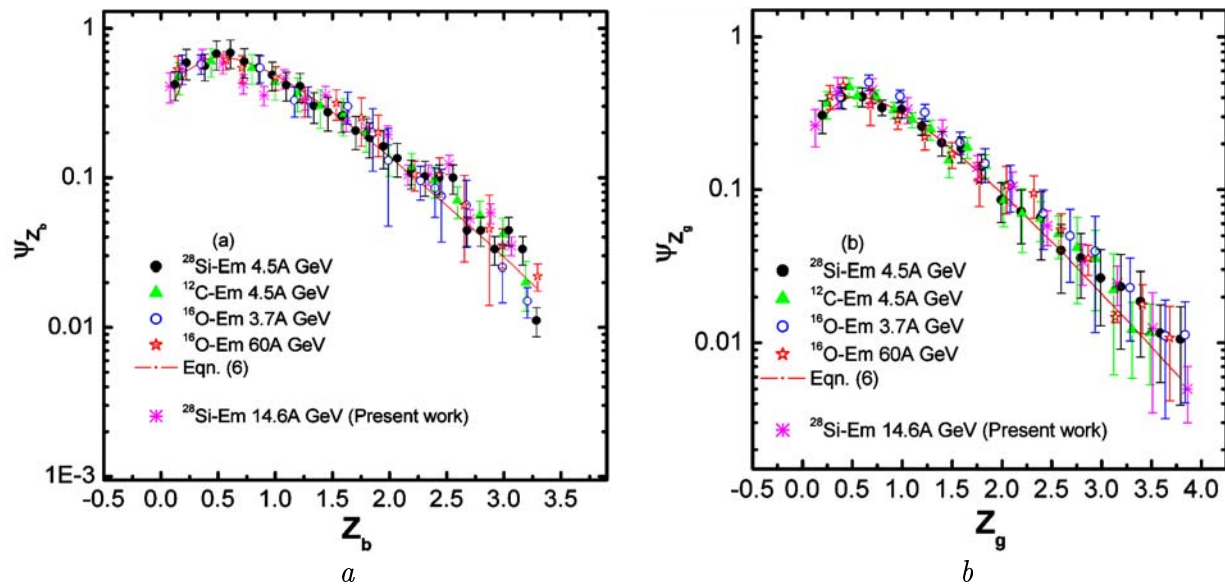 1
0.1
0.01
1E-3
Ψ_{Z_b}
(a)
²⁸Si-Em 4.5A GeV
¹²C-Em 4.5A GeV
¹⁶O-Em 3.7A GeV
¹⁶O-Em 60A GeV
Eqn. (6)
²⁸Si-Em 14.6A GeV (Present work)
-0.5 0.0 0.5 1.0 1.5 2.0 2.5 3.0 3.5
Z_b
a
1
0.1
0.01
Ψ_{Z_g}
(b)
²⁸Si-Em 4.5A GeV
¹²C-Em 4.5A GeV
¹⁶O-Em 3.7A GeV
¹⁶O-Em 60A GeV
Eqn. (6)
²⁸Si-Em 14.6A GeV (Present work)
-0.5 0.0 0.5 1.0 1.5 2.0 2.5 3.0 3.5 4.0
Z_g
b